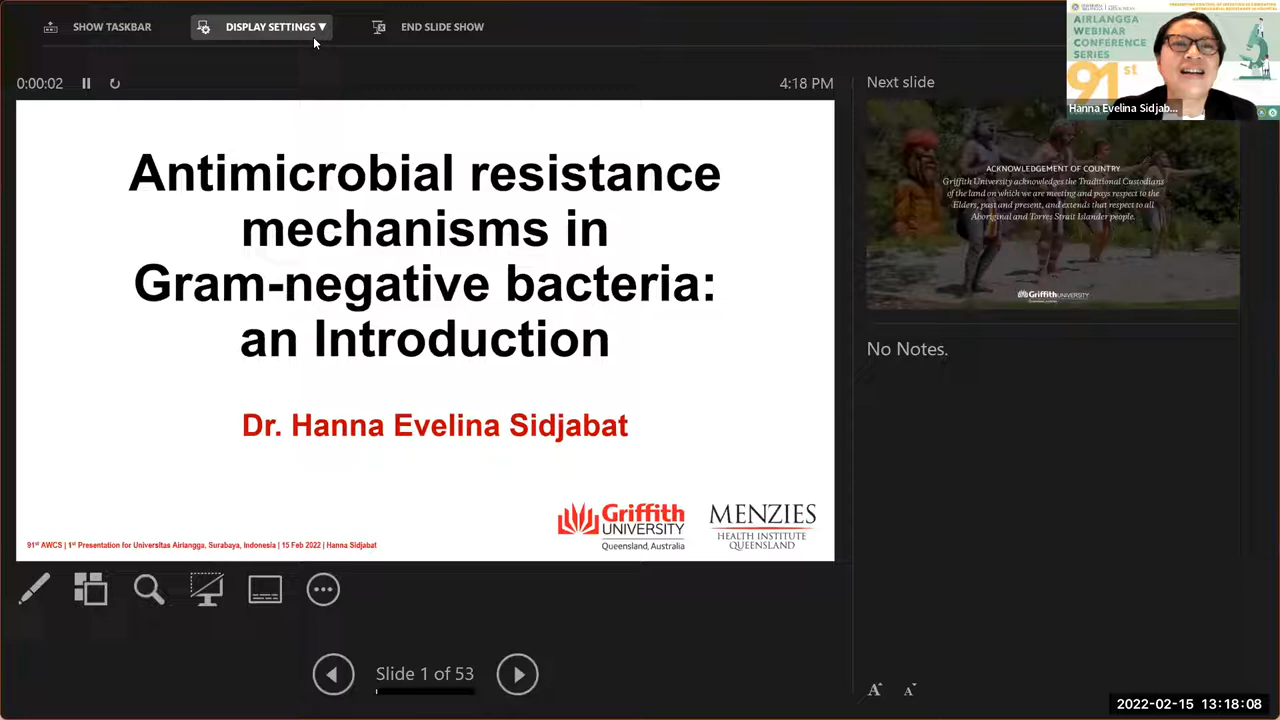 SHOW TASKBAR
DISPLAY SETTINGS ▼
END SLIDE SHOW
0:00:02
4:18 PM
Antimicrobial resistance
mechanisms in
Gram-negative bacteria:
an Introduction
Dr. Hanna Evelina Sidjabat
Griffith
UNIVERSITY
Queensland, Australia
MENZIES
HEALTH INSTITUTE
QUEENSLAND
91st AWCS | 1st Presentation for Universitas Airlangga, Surabaya, Indonesia | 15 Feb 2022 | Hanna Sidjabat
Slide 1 of 53
Next slide
ACKNOWLEDGEMENT OF COUNTRY
Griffith University acknowledges the Traditional Custodians
of the land on which we are meeting and pays respect to the
Elders, past and present, and extends that respect to all
Aboriginal and Torres Strait Islander people.
Griffith UNIVERSITY
No Notes.
A A
AIRLANGGA
WEBINAR
CONFERENCE
SERIES
91st
Hanna Evelina Sidjab...
2022-02-15 13:18:08